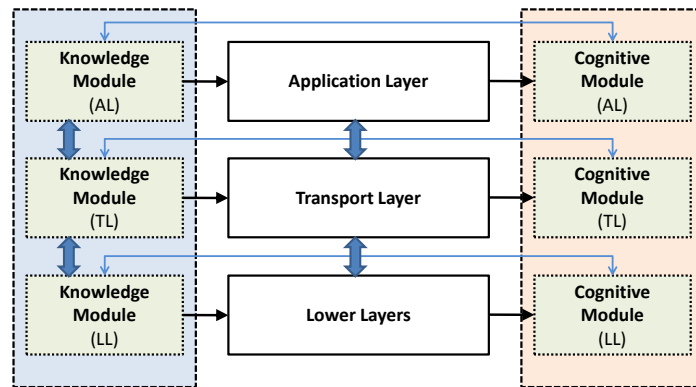 Knowledge
Module
(AL)
Application Layer
Cognitive
Module
(AL)
Knowledge
Module
(TL)
Transport Layer
Cognitive
Module
(TL)
Knowledge
Module
(LL)
Lower Layers
Cognitive
Module
(LL)